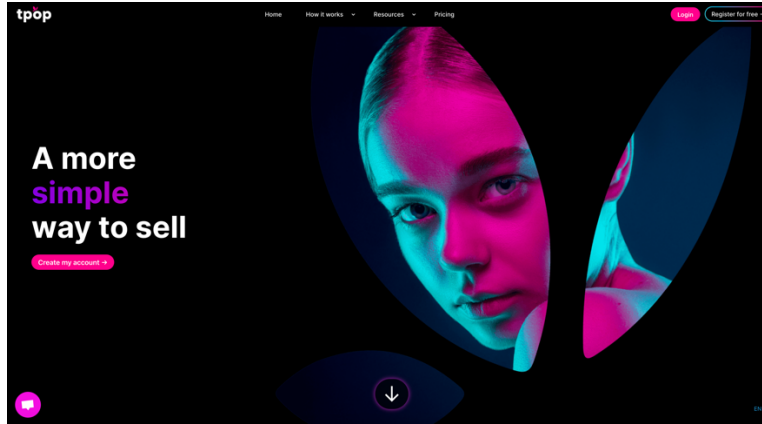 tpop
Home How it works Resources Pricing
Login
Register for free
A more
simple
way to sell
Create my account →
EN